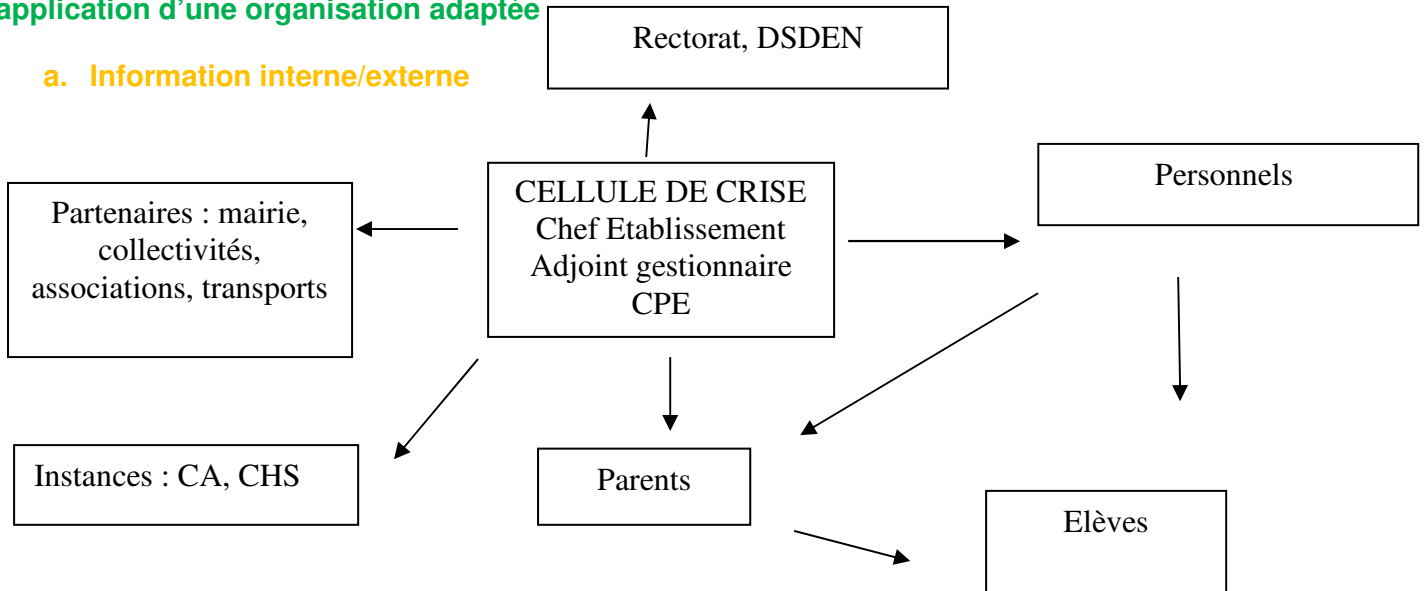 application d'une organisation adaptée
a. Information interne/externe
Rectorat, DSDEN
Partenaires : mairie,
collectivités,
associations, transports
CELLULE DE CRISE
Chef Etablissement
Adjoint gestionnaire
CPE
Personnels
Instances : CA, CHS
Parents
Elèves